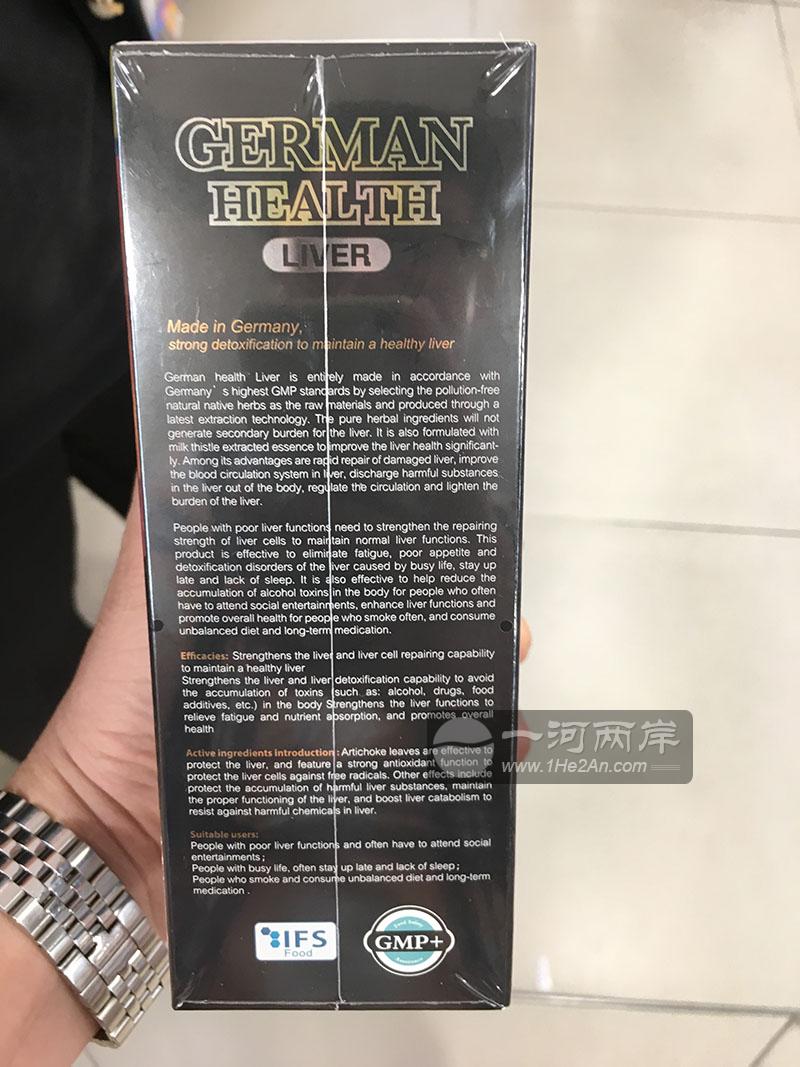 GERMAN
HEALTH
LIVER
Made in Germany,
strong detoxification to maintain a healthy liver
German health Liver is entirely made in accordance with
Germany's highest GMP standards by selecting the pollution-free
natural native herbs as the raw materials and produced through a
latest extraction technology. The pure herbal ingredients will not
generate secondary burden for the liver. It is also formulated with
milk thistle extracted essence to improve the liver health significant-
ly. Among its advantages are rapid repair of damaged liver, improve
the blood circulation system in liver, discharge harmful substances
in the liver out of the body, regulate the circulation and lighten the
burden of the liver.
People with poor liver functions need to strengthen the repairing
strength of liver cells to maintain normal liver functions. This
product is effective to eliminate fatigue, poor appetite and
detoxification disorders of the liver caused by busy life, stay up
late and lack of sleep. It is also effective to help reduce the
accumulation of alcohol toxins in the body for people who often
have to attend social entertainments, enhance liver functions and
promote overall health for people who smoke often, and consume
unbalanced diet and long-term medication.
Efficacies: Strengthens the liver and liver cell repairing capability
to maintain a healthy liver
Strengthens the liver and liver detoxification capability to avoid
the accumulation of toxins (such as: alcohol, drugs, food
additives, etc.) in the body Strengthens the liver functions to
relieve fatigue and nutrient absorption, and promotes overall
health
Active ingredients introduction : Artichoke leaves are effective to
protect the liver, and feature a strong antioxidant function to
protect the liver cells against free radicals. Other effects include
protect the accumulation of harmful liver substances, maintain
the proper functioning of the liver, and boost liver catabolism to
resist against harmful chemicals in liver.
Suitable users:
People with poor liver functions and often have to attend social
entertainments;
People with busy life, often stay up late and lack of sleep;
People who smoke and consume unbalanced diet and long-term
medication .
IFS
Food
Food Safety
GMP+
Assurance
一河两岸
www.1He2An.com